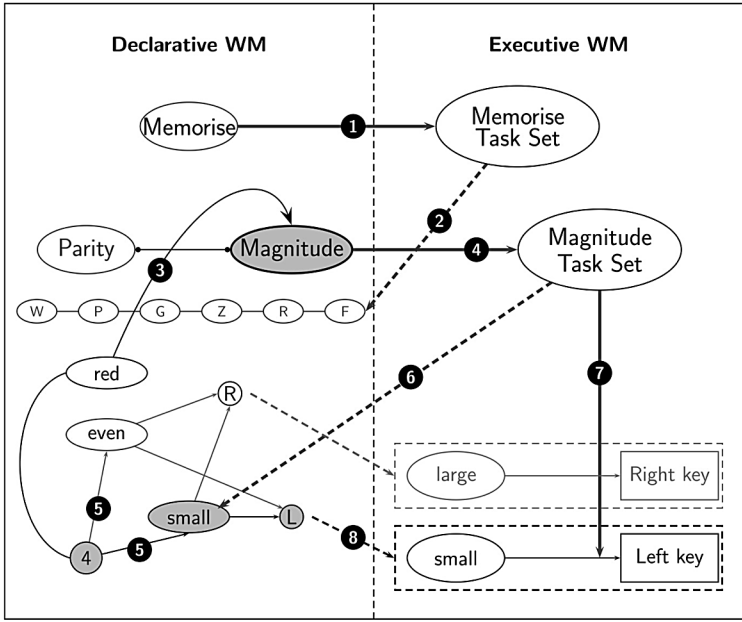 Declarative WM
Executive WM
Memorise
1
Memorise
Task Set
2
Parity
3
Magnitude
4
Magnitude
Task Set
W
P
G
Z
R
F
red
6
7
R
even
large
Right key
5
small
L
8
4
5
small
Left key